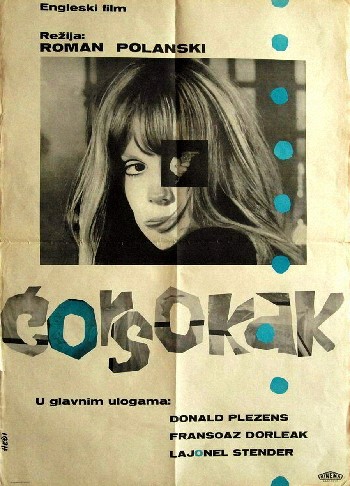 Engleski film
Režija:
ROMAN POLANSKI
ĆORSOKAK
U glavnim ulogama:
DONALD PLEZENS
FRANSOAZ DORLEAK
LAJONEL STENDER